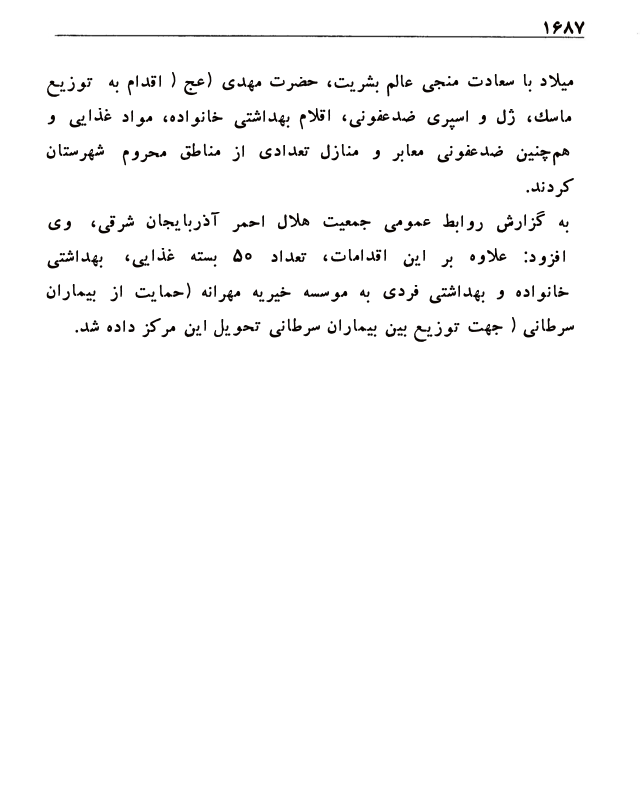 ۱۶۸۷
میلاد با سعادت منجی عالم بشریت، حضرت مهدی (عج ( اقدام به توزیع
ماسك، ژل و اسپری ضدعفونی، اقلام بهداشتی خانواده، مواد غذایی و
هم‌چنین ضدعفونی معابر و منازل تعدادی از مناطق محروم شهرستان
کردند.
به گزارش روابط عمومی جمعیت هلال احمر آذربایجان شرقی، وی
افزود: علاوه بر این اقدامات، تعداد ۵۰ بسته غذایی، بهداشتی
خانواده و بهداشتی فردی به موسسه خیریه مهرانه (حمایت از بیماران
سرطانی ( جهت توزیع بین بیماران سرطانی تحویل این مرکز داده شد.